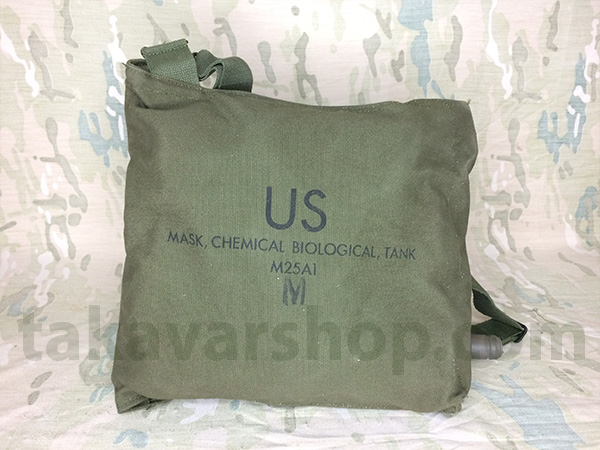 US
MASK, CHEMICAL BIOLOGICAL, TANK
M25A1
M
takavarshop.com